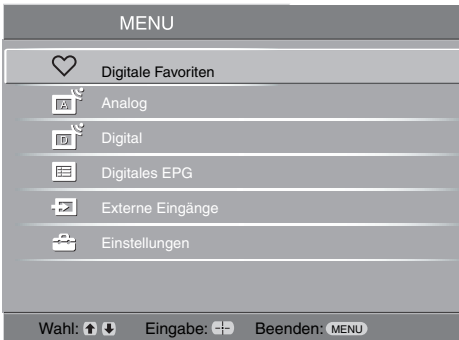 MENU
Digitale Favoriten
A Analog
D Digital
Digitales EPG
Externe Eingänge
Einstellungen
Wahl: Eingabe: Beenden: MENU